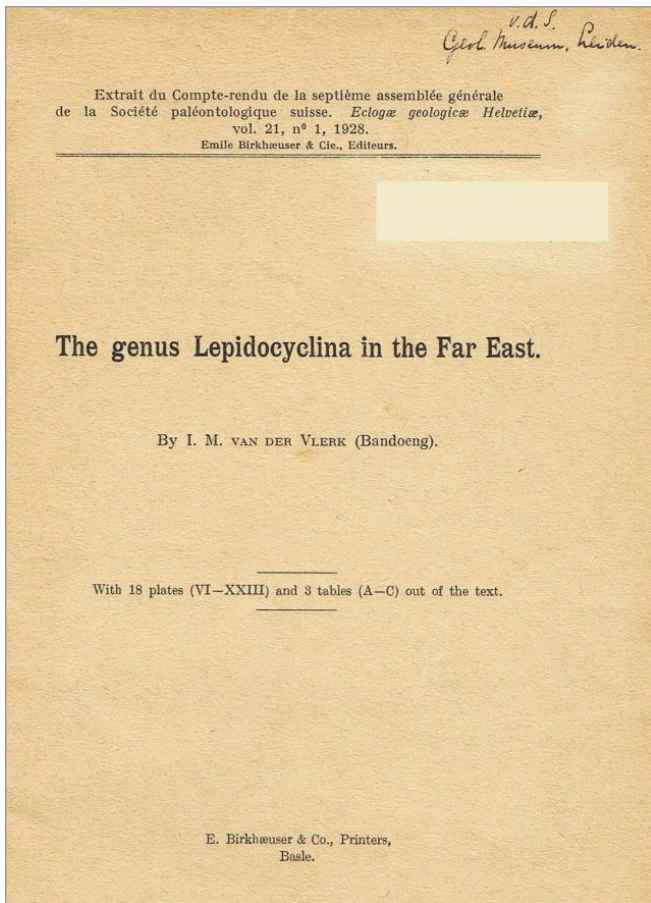 v.d.S.
Geol. Museum, Leiden.
Extrait du Compte-rendu de la septième assemblée générale
de la Société paléontologique suisse. Eclogæ geologicæ Helvetiæ,
vol. 21, nº 1, 1928.
Emile Birkhæuser & Cie., Editeurs.
The genus Lepidocyclina in the Far East.
By I. M. VAN DER VLERK (Bandoeng).
With 18 plates (VI—XXIII) and 3 tables (A—C) out of the text.
E. Birkhæuser & Co., Printers,
Basle.